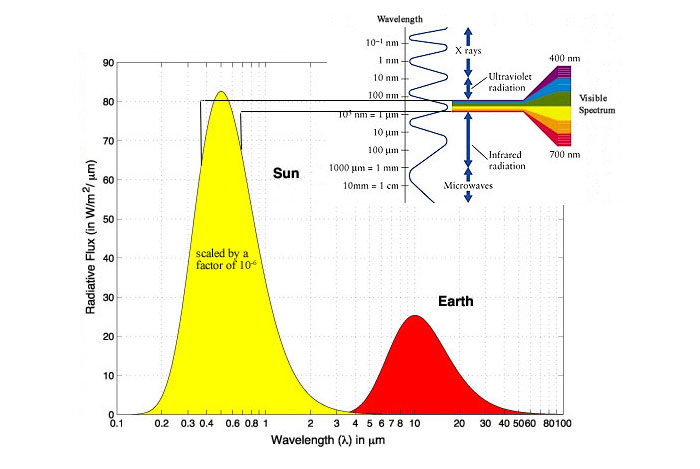 Wavelength
10⁻¹ nm
1 nm
10 nm
100 nm
10³ nm = 1 μm
10 μm
100 μm
1000 μm = 1 mm
10mm = 1 cm
X rays
Ultraviolet
radiation
Infrared
radiation
Microwaves
400 nm
Visible
Spectrum
700 nm
90
80
70
60
50
40
30
20
10
0
Radiative Flux (in W/m²/ μm)
Sun
scaled by a
factor of 10⁻⁶
Earth
0.1 0.2 0.3 0.4 0.6 0.8 1 2 3 4 5 6 7 8 10 20 30 40 50 60 80 100
Wavelength (λ) in μm